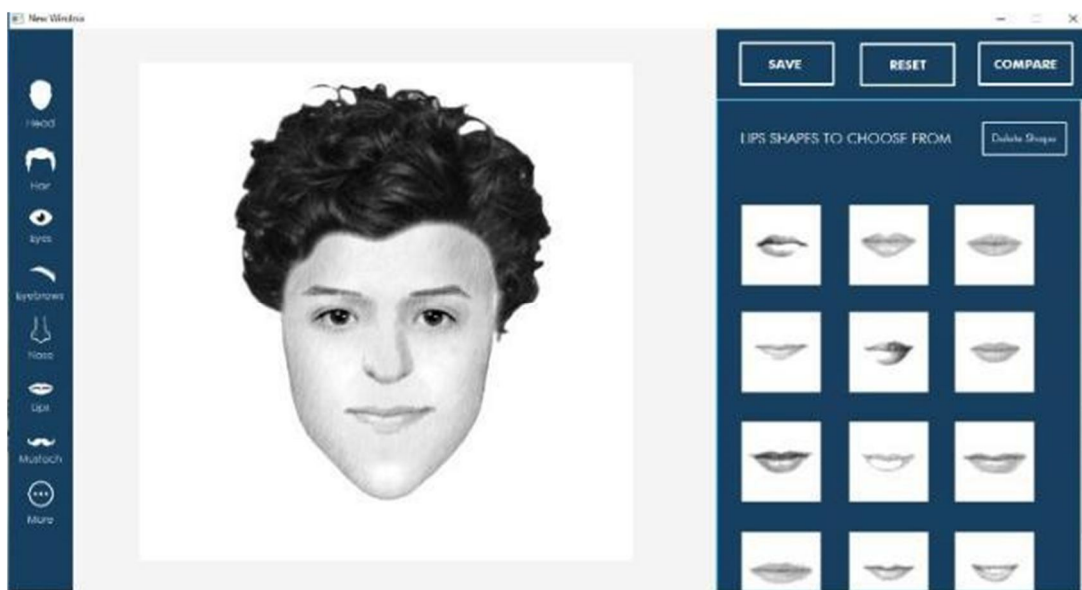 New Window
SAVE
RESET
COMPARE
LIPS SHAPES TO CHOOSE FROM
Delete Shape
Head
Hair
Eyes
Eyebrows
Nose
Lips
Mustach
More